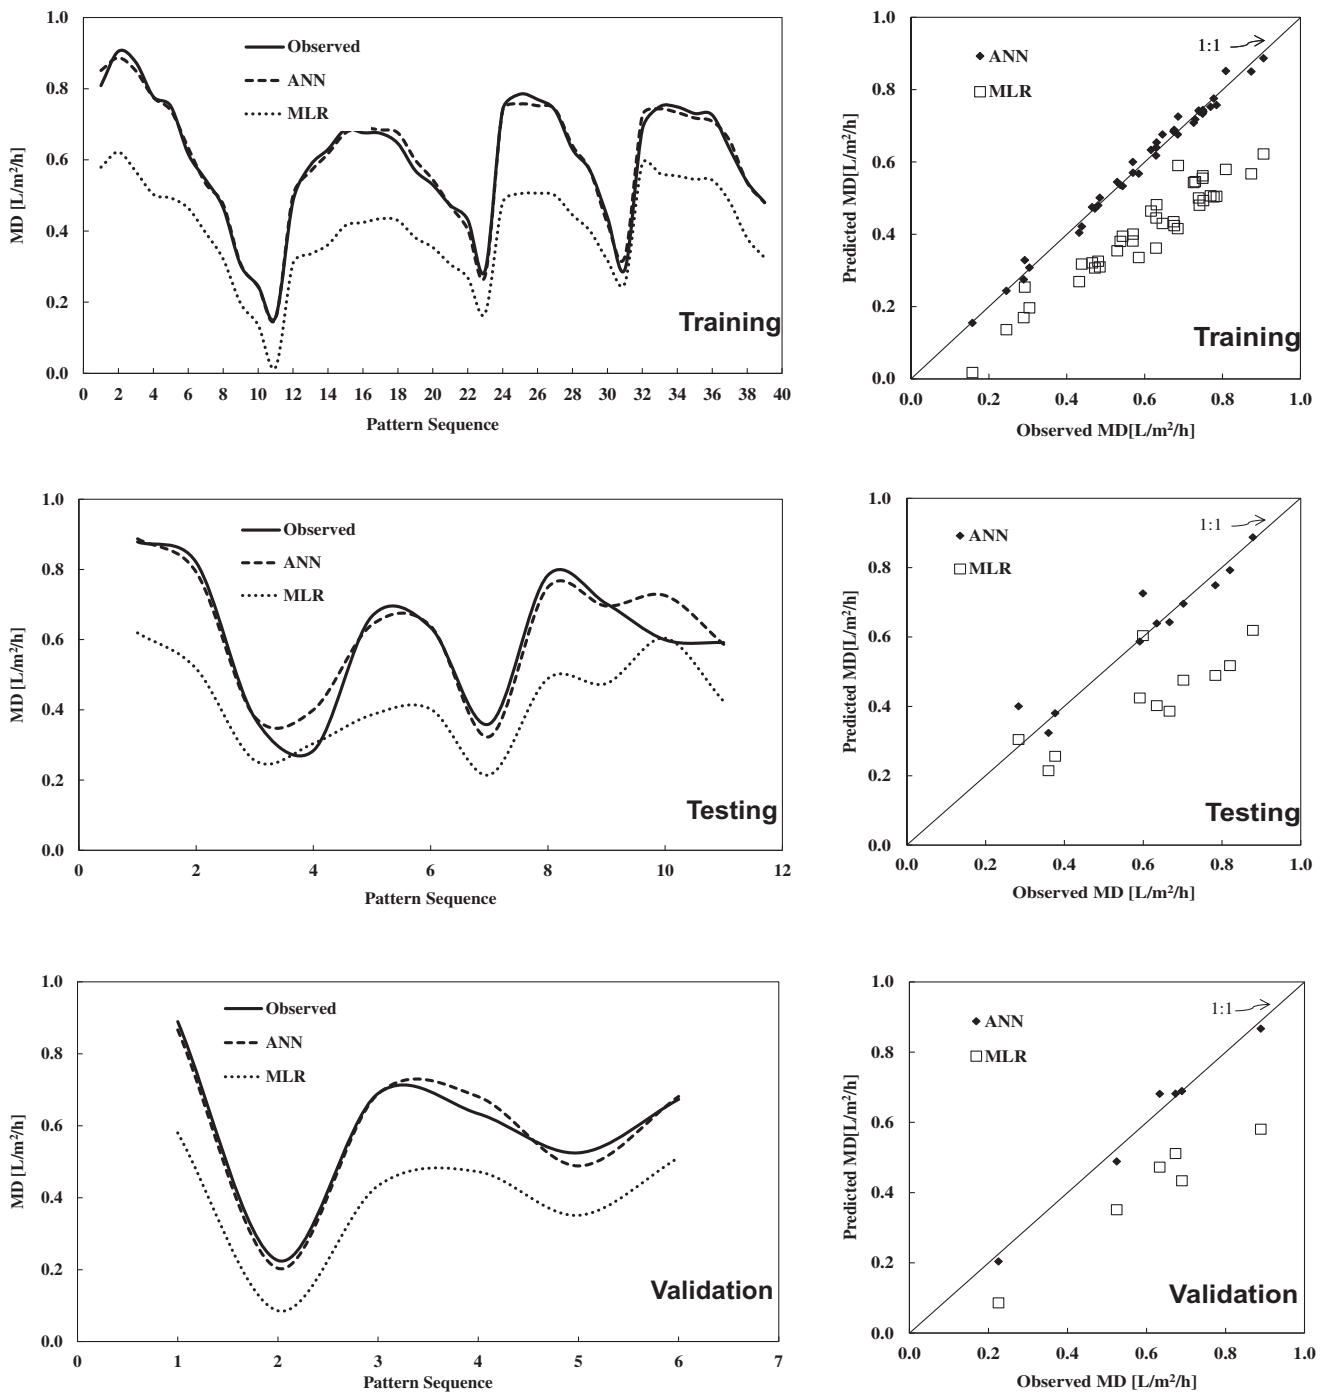 1.0
0.8
0.6
0.4
0.2
0.0
MD [L/m²/h]
Observed
ANN
MLR
Training
0 2 4 6 8 10 12 14 16 18 20 22 24 26 28 30 32 34 36 38 40
Pattern Sequence
1.0
0.8
0.6
0.4
0.2
0.0
Predicted MD[L/m²/h]
1:1
ANN
MLR
Training
0.0 0.2 0.4 0.6 0.8 1.0
Observed MD[L/m²/h]
1.0
0.8
0.6
0.4
0.2
0.0
MD [L/m²/h]
Observed
ANN
MLR
Testing
0 2 4 6 8 10 12
Pattern Sequence
1.0
0.8
0.6
0.4
0.2
0.0
Predicted MD[L/m²/h]
1:1
ANN
MLR
Testing
0.0 0.2 0.4 0.6 0.8 1.0
Observed MD [L/m²/h]
1.0
0.8
0.6
0.4
0.2
0.0
MD [L/m²/h]
Observed
ANN
MLR
Validation
0 1 2 3 4 5 6 7
Pattern Sequence
1.0
0.8
0.6
0.4
0.2
0.0
Predicted MD[L/m²/h]
1:1
ANN
MLR
Validation
0.0 0.2 0.4 0.6 0.8 1.0
Observed MD [L/m²/h]